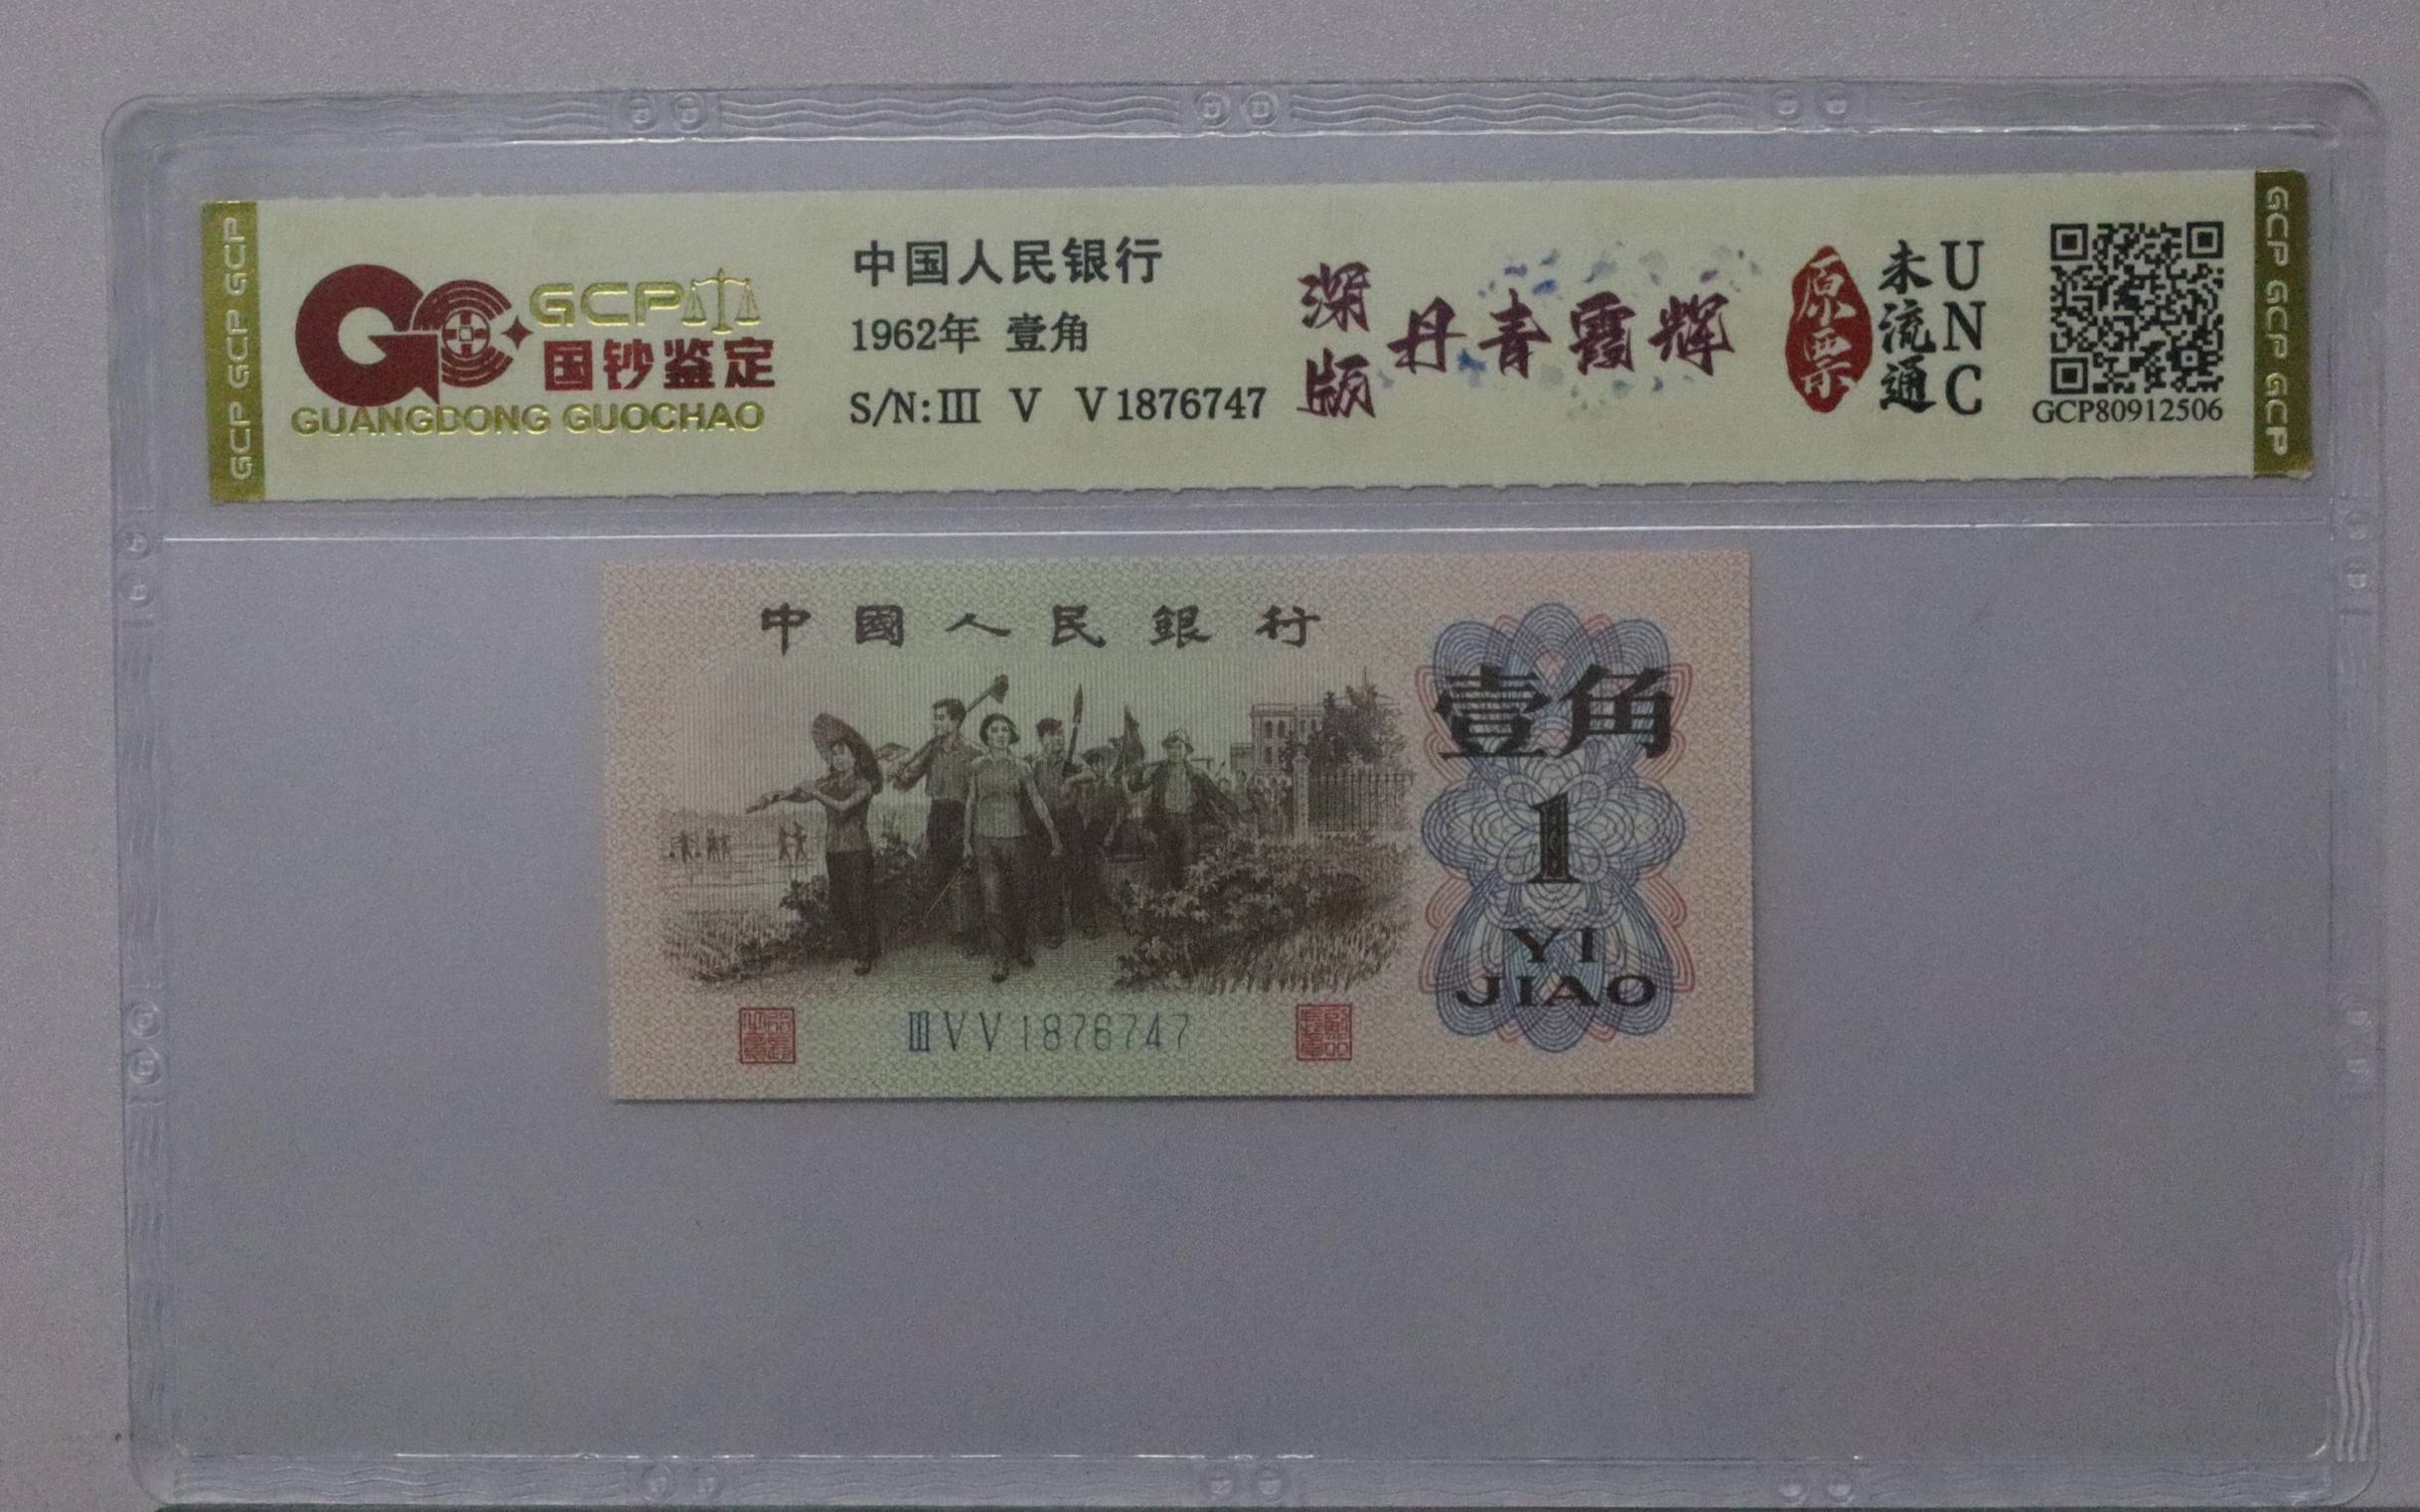 GCP GCP GCP
GCP
国钞鉴定
GUANGDONG GUOCHAO
中国人民银行
1962年 壹角
S/N:Ⅲ V V1876747
深版
丹青霞辉
原票
未流通
UNC
GCP80912506
GCP GCP GCP
中國人民銀行
壹角
1
YI
JIAO
ⅢVV1876747